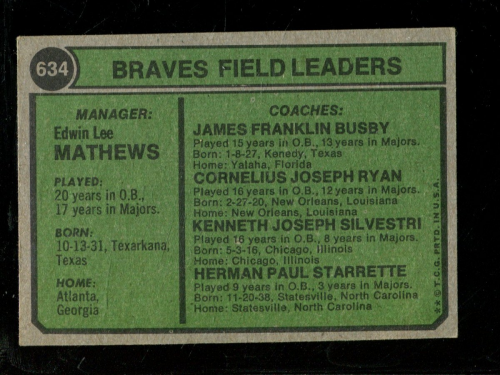 634
BRAVES FIELD LEADERS
MANAGER:
Edwin Lee
MATHEWS
PLAYED:
20 years in O.B.,
17 years in Majors.
BORN:
10-13-31, Texarkana,
Texas
HOME:
Atlanta,
Georgia
COACHES:
JAMES FRANKLIN BUSBY
Played 15 years in O.B., 13 years in Majors.
Born: 1-8-27, Kenedy, Texas
Home: Yalaha, Florida
CORNELIUS JOSEPH RYAN
Played 16 years in O.B., 12 years in Majors.
Born: 2-27-20, New Orleans, Louisiana
Home: New Orleans, Louisiana
KENNETH JOSEPH SILVESTRI
Played 16 years in O.B., 8 years in Majors.
Born: 5-3-16, Chicago, Illinois
Home: Chicago, Illinois
HERMAN PAUL STARRETTE
Played 9 years in O.B., 3 years in Majors.
Born: 11-20-38, Statesville, North Carolina
Home: Statesville, North Carolina
** © T.C.G. PRTD. IN U.S.A.